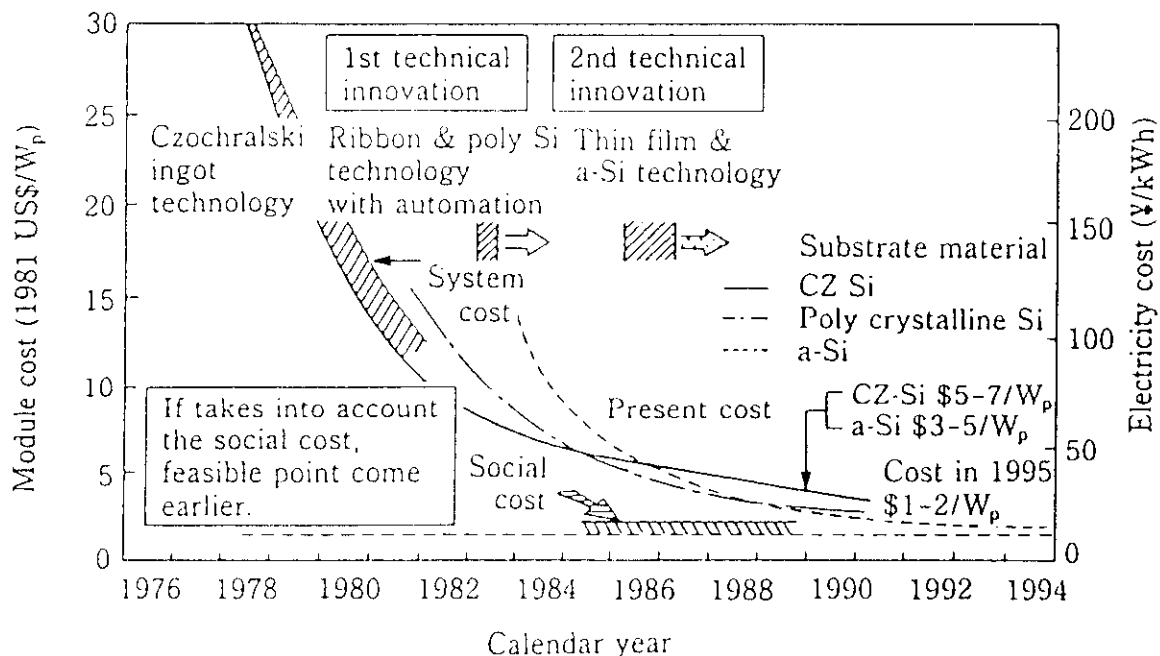 Module cost (1981 US$/Wp)
30
25
20
15
10
5
0
1st technical
innovation
2nd technical
innovation
Czochralski
ingot
technology
Ribbon & poly Si
technology
with automation
Thin film &
a-Si technology
System
cost
Substrate material
CZ Si
Poly crystalline Si
a-Si
If takes into account
the social cost,
feasible point come
earlier.
Present cost
CZ-Si $5-7/Wp
a-Si $3-5/Wp
Social
cost
Cost in 1995
$1-2/Wp
200
150
100
50
0
Electricity cost (¥/kWh)
1976 1978 1980 1982 1984 1986 1988 1990 1992 1994
Calendar year